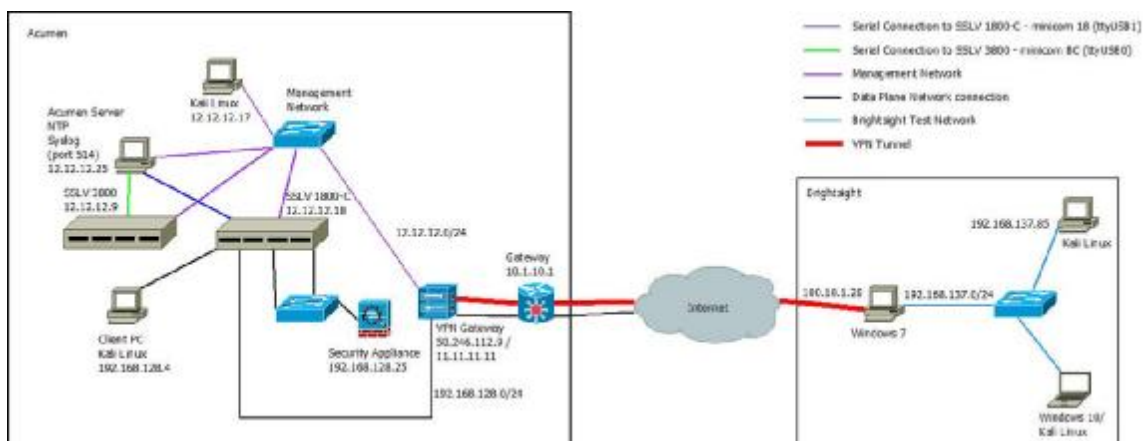 Acumen
Kali Linux
12.12.12.17
Management
Network
Acumen Server
NTP
Syslog
(port 514)
12.12.12.25
SSLV 3800
12.12.12.9
SSLV 1800-C
12.12.12.18
12.12.12.0/24
Gateway
10.1.10.1
Client PC
Kali Linux
192.168.128.4
Security Appliance
192.168.128.25
VPN Gateway
50.246.112.9 /
11.11.11.11
192.168.128.0/24
Internet
Serial Connection to SSLV 1800-C - minicom 18 (ttyUSB1)
Serial Connection to SSLV 3800 - minicom 8C (ttyUSB0)
Management Network
Data Plane Network connection
Brightsight Test Network
VPN Tunnel
Brightsight
192.168.137.85
Kali Linux
192.168.137.0/24
Windows 7
Windows 10/
Kali Linux